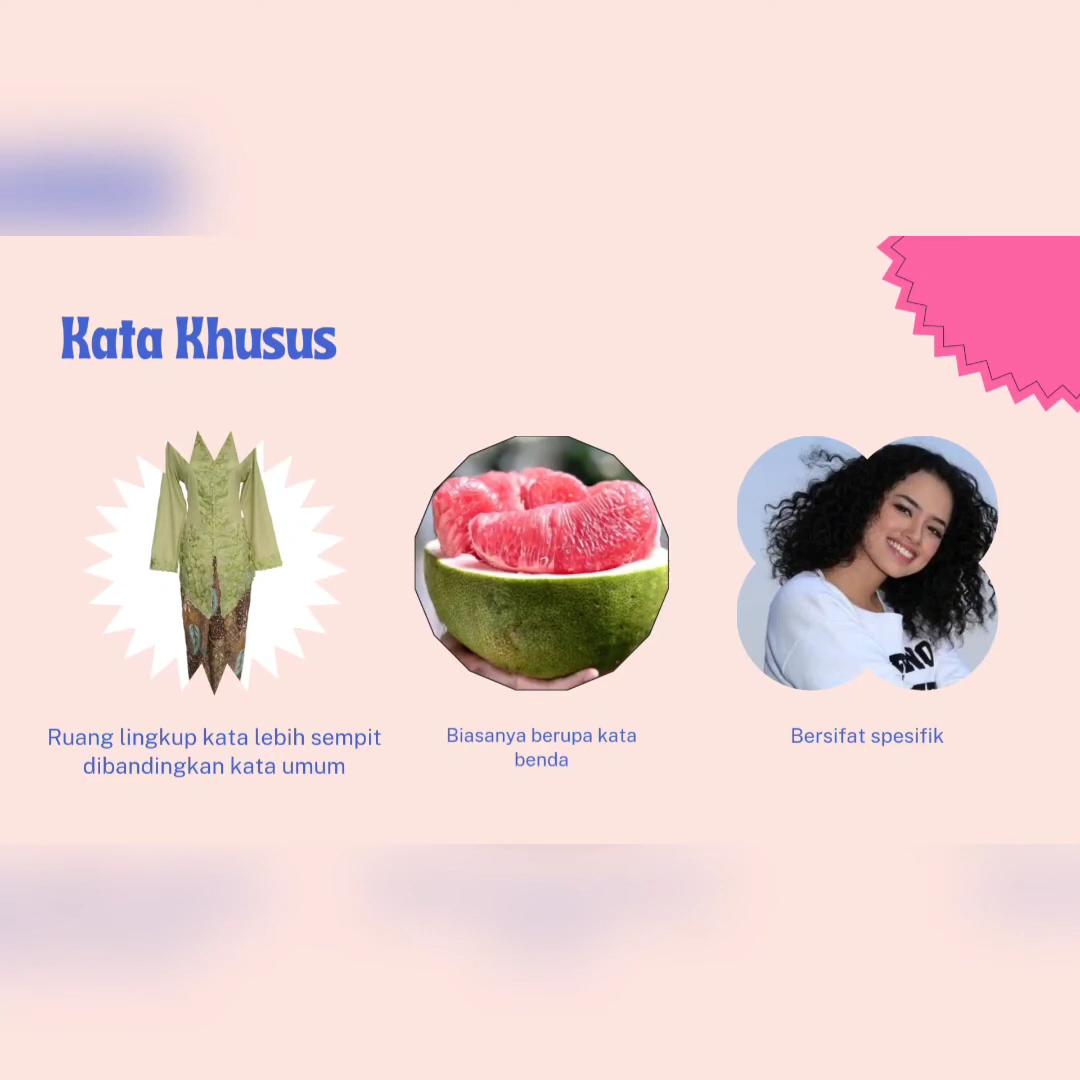 Kata Khusus
Ruang lingkup kata lebih sempit
dibandingkan kata umum
Biasanya berupa kata
benda
Bersifat spesifik